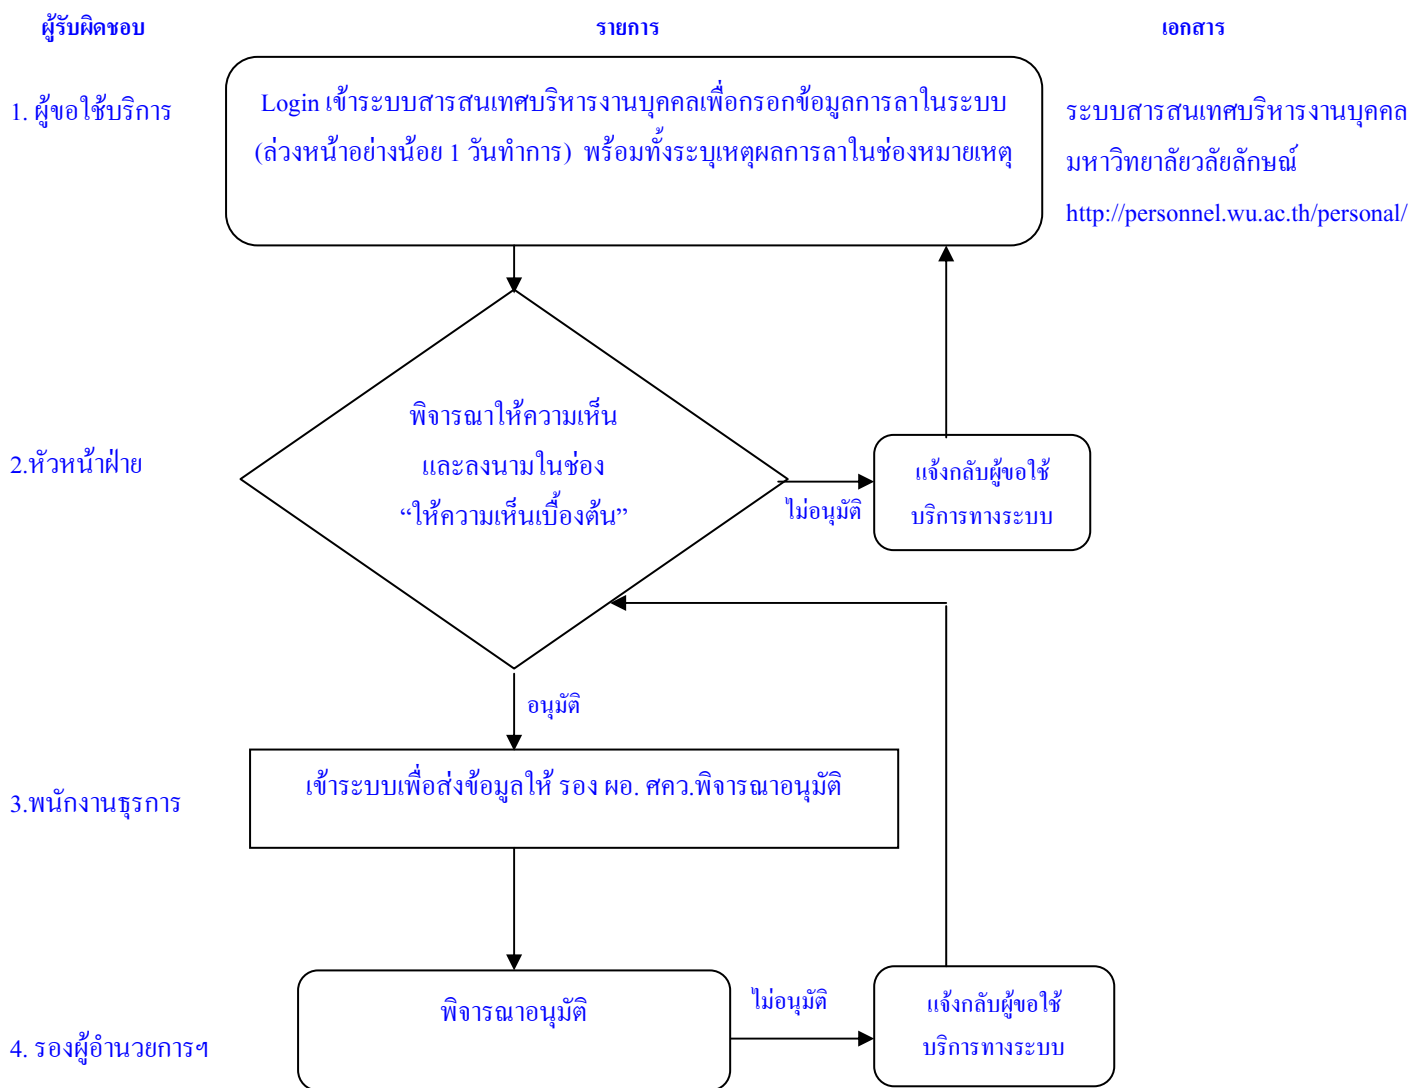 ผู้รับผิดชอบ
รายการ
เอกสาร
1. ผู้ขอใช้บริการ
Login เข้าระบบสารสนเทศบริหารงานบุคคลเพื่อกรอกข้อมูลการลาในระบบ
(ล่วงหน้าอย่างน้อย 1 วันทำการ) พร้อมทั้งระบุเหตุผลการลาในช่องหมายเหตุ
ระบบสารสนเทศบริหารงานบุคคล
มหาวิทยาลัยวลัยลักษณ์
http://personnel.wu.ac.th/personal/
2.หัวหน้าฝ่าย
พิจารณาให้ความเห็น
และลงนามในช่อง
“ให้ความเห็นเบื้องต้น”
ไม่อนุมัติ
แจ้งกลับผู้ขอใช้
บริการทางระบบ
อนุมัติ
3.พนักงานธุรการ
เข้าระบบเพื่อส่งข้อมูลให้ รอง ผอ. ศคว.พิจารณาอนุมัติ
4. รองผู้อำนวยการฯ
พิจารณาอนุมัติ
ไม่อนุมัติ
แจ้งกลับผู้ขอใช้
บริการทางระบบ